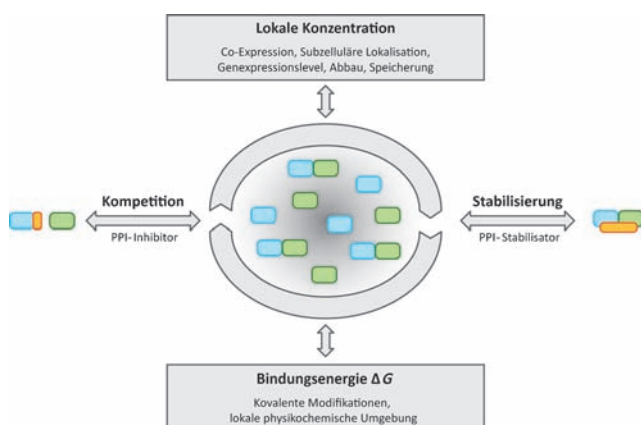 Lokale Konzentration
Co-Expression, Subzelluläre Lokalisation,
Genexpressionslevel, Abbau, Speicherung
Kompetition
PPI-Inhibitor
Stabilisierung
PPI-Stabilisator
Bindungsenergie ΔG
Kovalente Modifikationen,
lokale physikochemische Umgebung